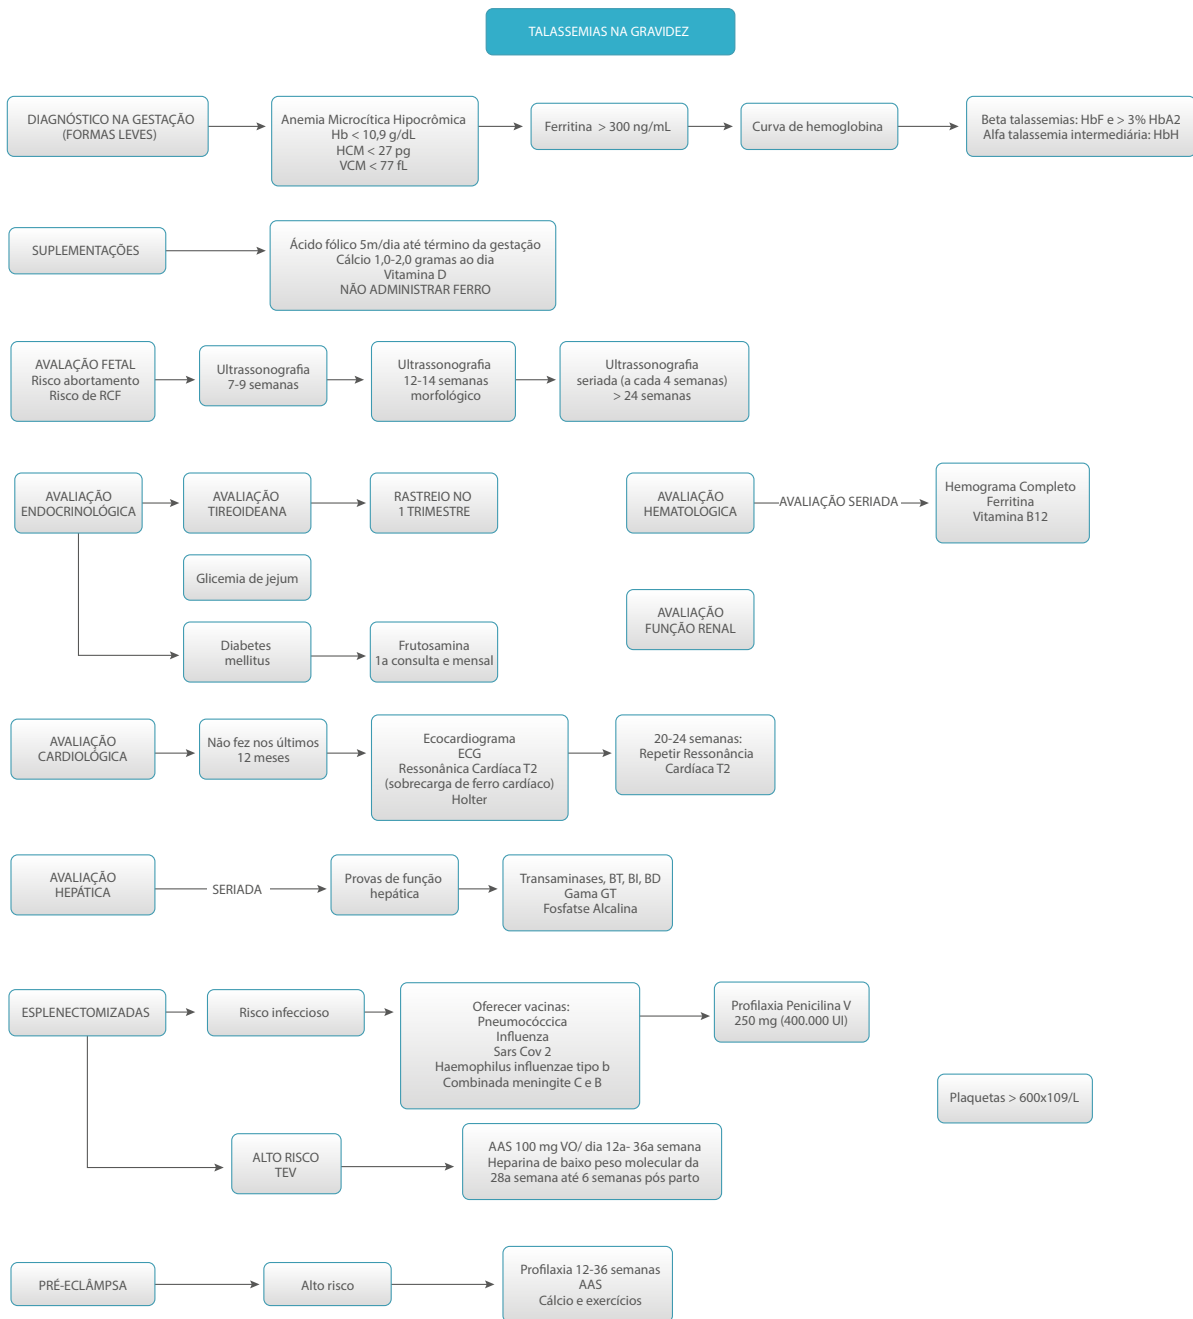 TALASSEMIAS NA GRAVIDEZ
DIAGNÓSTICO NA GESTAÇÃO
(FORMAS LEVES)
Anemia Microcítica Hipocrômica
Hb < 10,9 g/dL
HCM < 27 pg
VCM < 77 fL
Ferritina > 300 ng/mL
Curva de hemoglobina
Beta talassemias: HbF e > 3% HbA2
Alfa talassemia intermediária: HbH
SUPLEMENTAÇÕES
Ácido fólico 5m/dia até término da gestação
Cálcio 1,0-2,0 gramas ao dia
Vitamina D
NÃO ADMINISTRAR FERRO
AVALAÇÃO FETAL
Risco abortamento
Risco de RCF
Ultrassonografia
7-9 semanas
Ultrassonografia
12-14 semanas
morfológico
Ultrassonografia
seriada (a cada 4 semanas)
> 24 semanas
AVALIAÇÃO
ENDOCRINOLÓGICA
AVALIAÇÃO
TIREOIDEANA
RASTREIO NO
1 TRIMESTRE
Glicemia de jejum
Diabetes
mellitus
Frutosamina
1a consulta e mensal
AVALIAÇÃO
HEMATOLOGICA
AVALIAÇÃO SERIADA
Hemograma Completo
Ferritina
Vitamina B12
AVALIAÇÃO
FUNÇÃO RENAL
AVALIAÇÃO
CARDIOLÓGICA
Não fez nos últimos
12 meses
Ecocardiograma
ECG
Ressonânica Cardíaca T2
(sobrecarga de ferro cardíaco)
Holter
20-24 semanas:
Repetir Ressonância
Cardíaca T2
AVALIAÇÃO
HEPÁTICA
SERIADA
Provas de função
hepática
Transaminases, BT, BI, BD
Gama GT
Fosfatse Alcalina
ESPLENECTOMIZADAS
Risco infeccioso
Oferecer vacinas:
Pneumocóccica
Influenza
Sars Cov 2
Haemophilus influenzae tipo b
Combinada meningite C e B
Profilaxia Penicilina V
250 mg (400.000 UI)
Plaquetas > 600x109/L
ALTO RISCO
TEV
AAS 100 mg VO/ dia 12a- 36a semana
Heparina de baixo peso molecular da
28a semana até 6 semanas pós parto
PRÉ-ECLÂMPSA
Alto risco
Profilaxia 12-36 semanas
AAS
Cálcio e exercícios